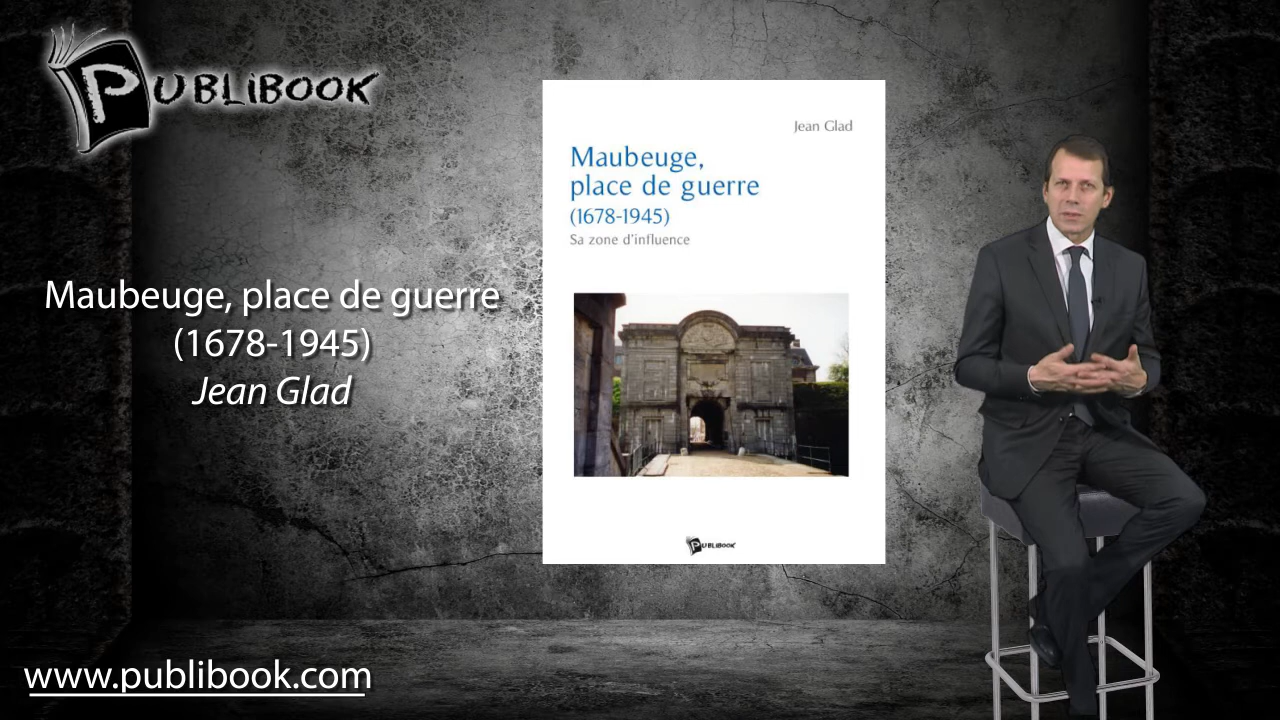 PUBLIBOOK
Jean Glad
Maubeuge,
place de guerre
(1678-1945)
Sa zone d'influence
Maubeuge, place de guerre
(1678-1945)
Jean Glad
PUBLIBOOK
www.publibook.com